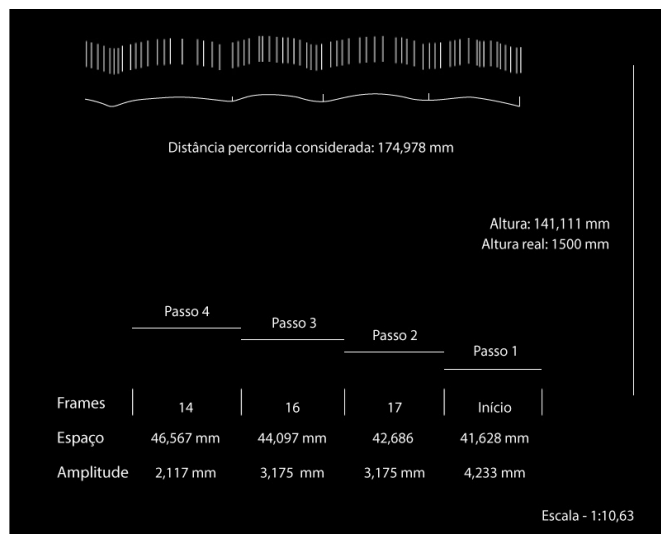 Distância percorrida considerada: 174,978 mm
Altura: 141,111 mm
Altura real: 1500 mm
Passo 4
Passo 3
Passo 2
Passo 1
Frames 14 16 17 Início
Espaço 46,567 mm 44,097 mm 42,686 41,628 mm
Amplitude 2,117 mm 3,175 mm 3,175 mm 4,233 mm
Escala - 1:10,63